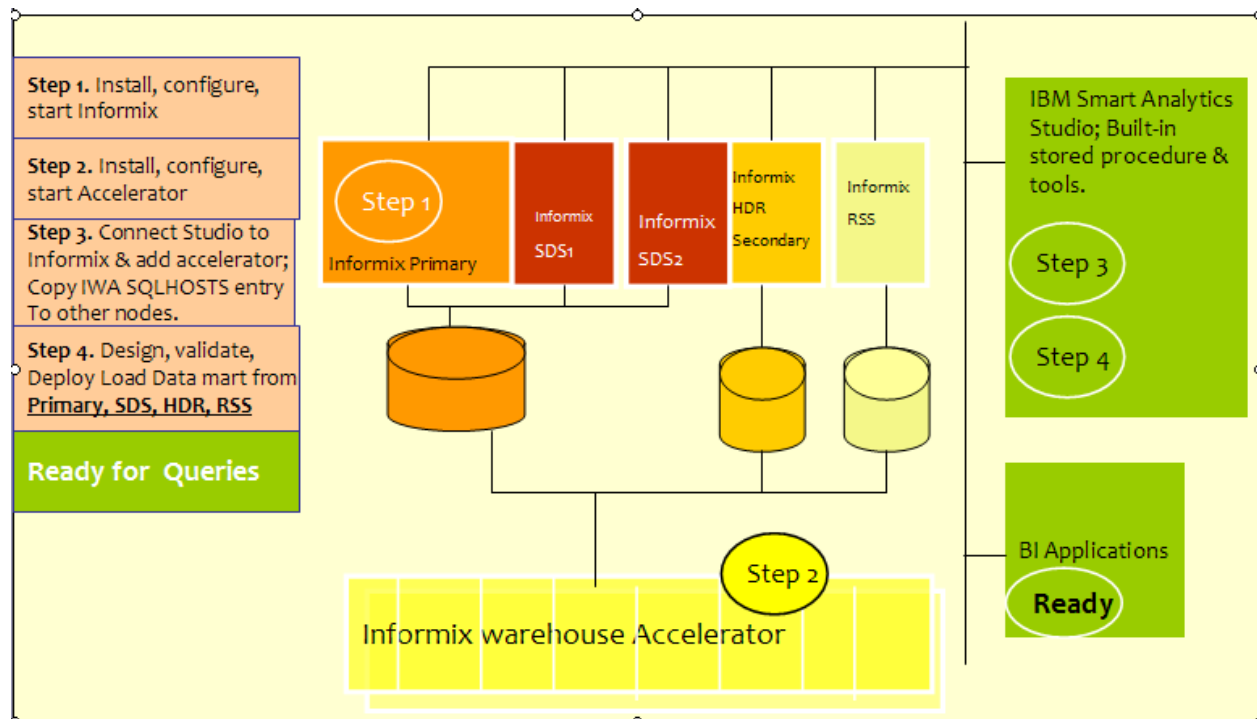 Step 1. Install, configure,
start Informix
Step 2. Install, configure,
start Accelerator
Step 3. Connect Studio to
Informix & add accelerator;
Copy IWA SQLHOSTS entry
To other nodes.
Step 4. Design, validate,
Deploy Load Data mart from
Primary, SDS, HDR, RSS
Ready for Queries
Step 1
Informix Primary
Informix
SDS1
Informix
SDS2
Informix
HDR
Secondary
Informix
RSS
IBM Smart Analytics
Studio; Built-in
stored procedure &
tools.
Step 3
Step 4
Step 2
Informix warehouse Accelerator
BI Applications
Ready